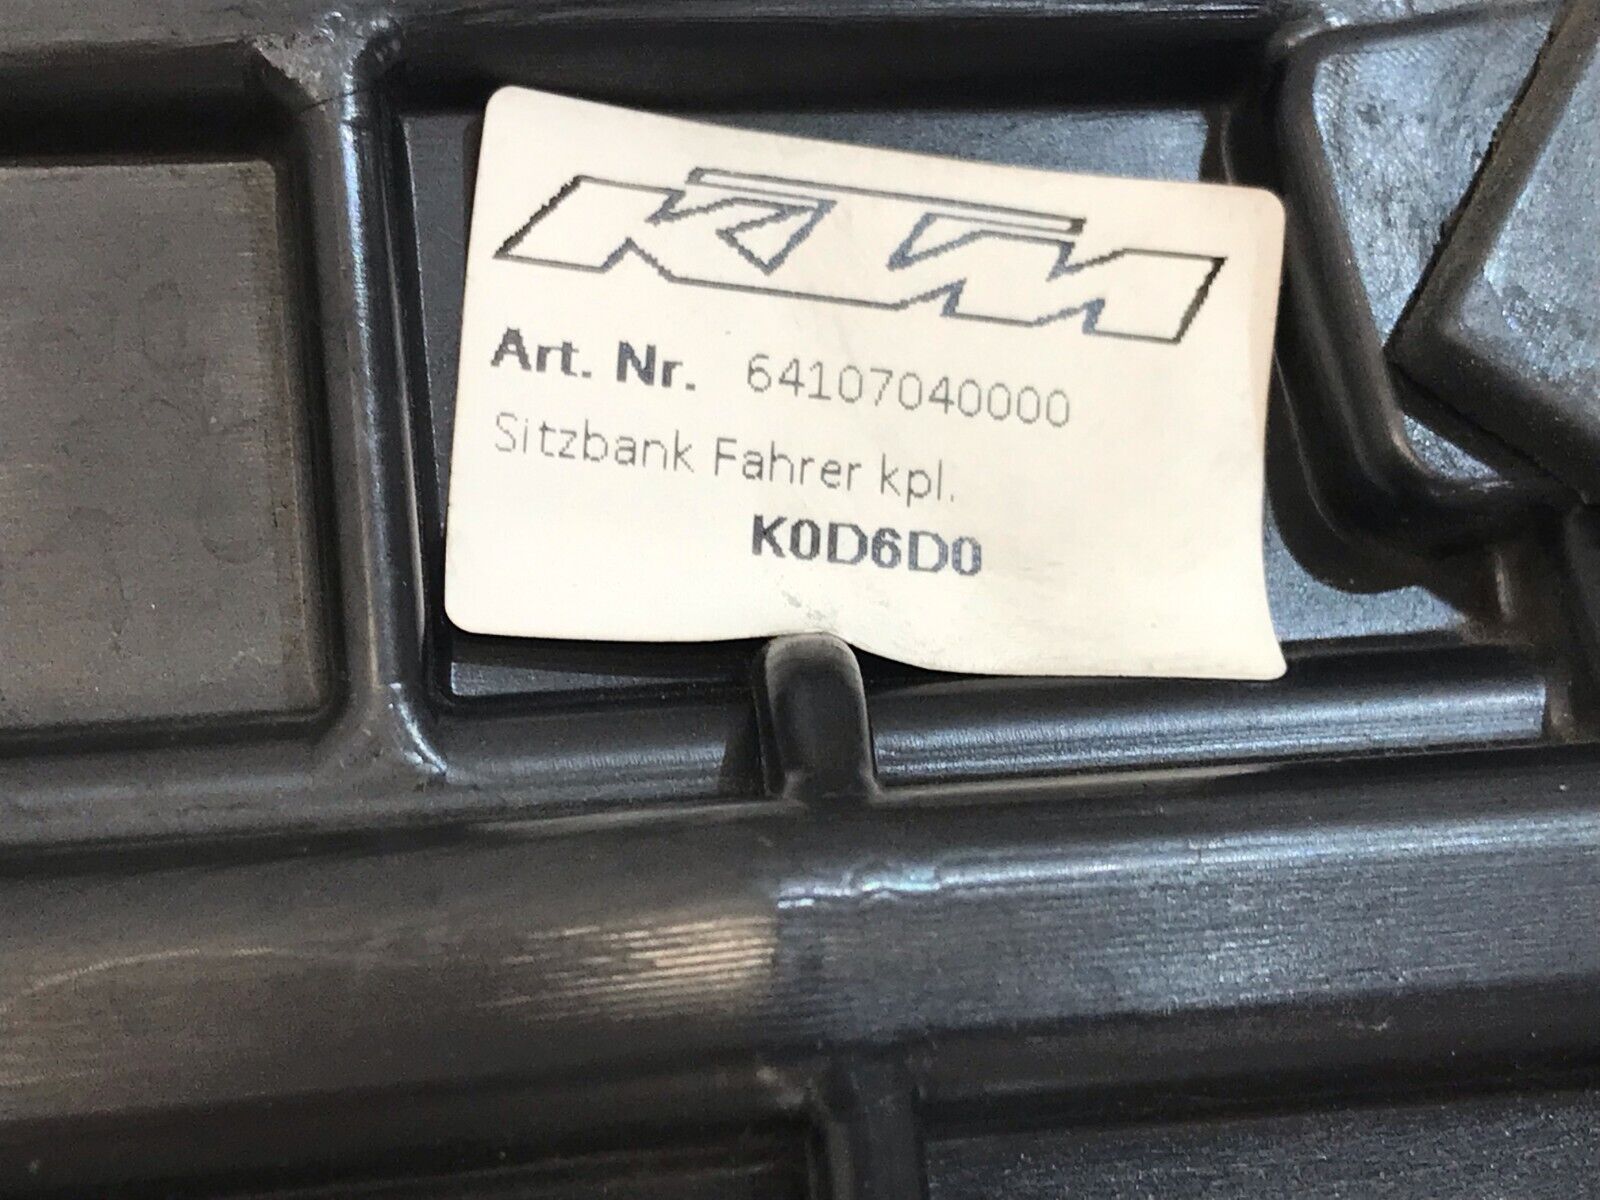 KTM
Art. Nr. 64107040000
Sitzbank Fahrer kpl.
K0D6D0